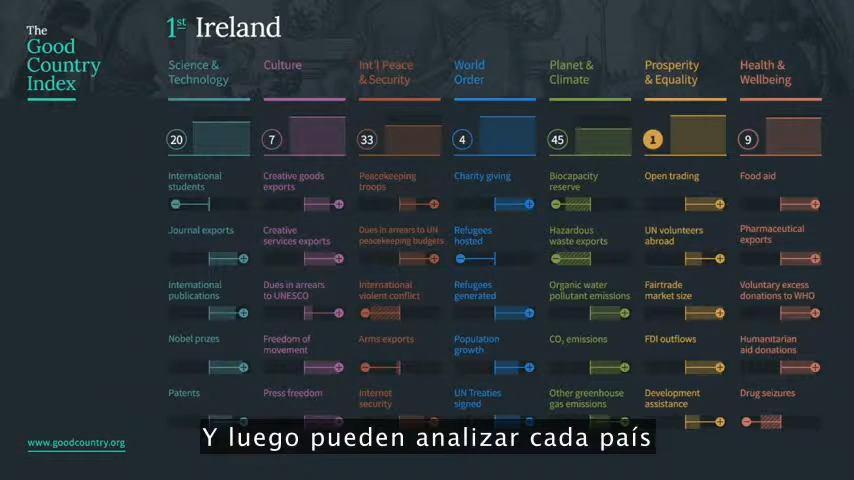 The
Good
Country
Index
1st Ireland
Science &
Technology
Culture
Int'l Peace
& Security
World
Order
Planet &
Climate
Prosperity
& Equality
Health &
Wellbeing
20
7
33
4
45
1
9
International
students
Creative goods
exports
Peacekeeping
troops
Charity giving
Biocapacity
reserve
Open trading
Food aid
Journal exports
Creative
services exports
Dues in arrears to UN
peacekeeping budgets
Refugees
hosted
Hazardous
waste exports
UN volunteers
abroad
Pharmaceutical
exports
International
publications
Dues in arrears
to UNESCO
International
violent conflict
Refugees
generated
Organic water
pollutant emissions
Fairtrade
market size
Voluntary excess
donations to WHO
Nobel prizes
Freedom of
movement
Arms exports
Population
growth
CO₂ emissions
FDI outflows
Humanitarian
aid donations
Patents
Press freedom
Internet
security
UN Treaties
signed
Other greenhouse
gas emissions
Development
assistance
Drug seizures
www.goodcountry.org
Y luego pueden analizar cada país